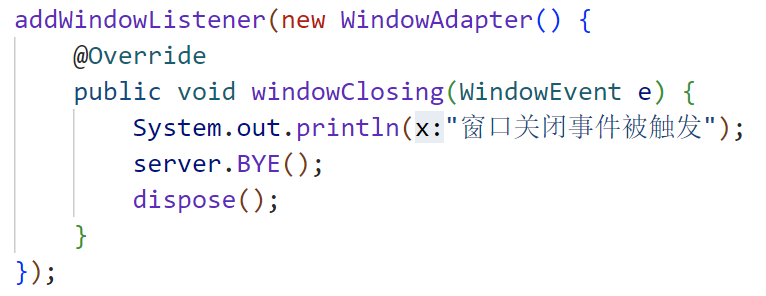 addWindowListener(new WindowAdapter() {
    @Override
    public void windowClosing(WindowEvent e) {
        System.out.println(x:"窗口关闭事件被触发");
        server.BYE();
        dispose();
    }
});